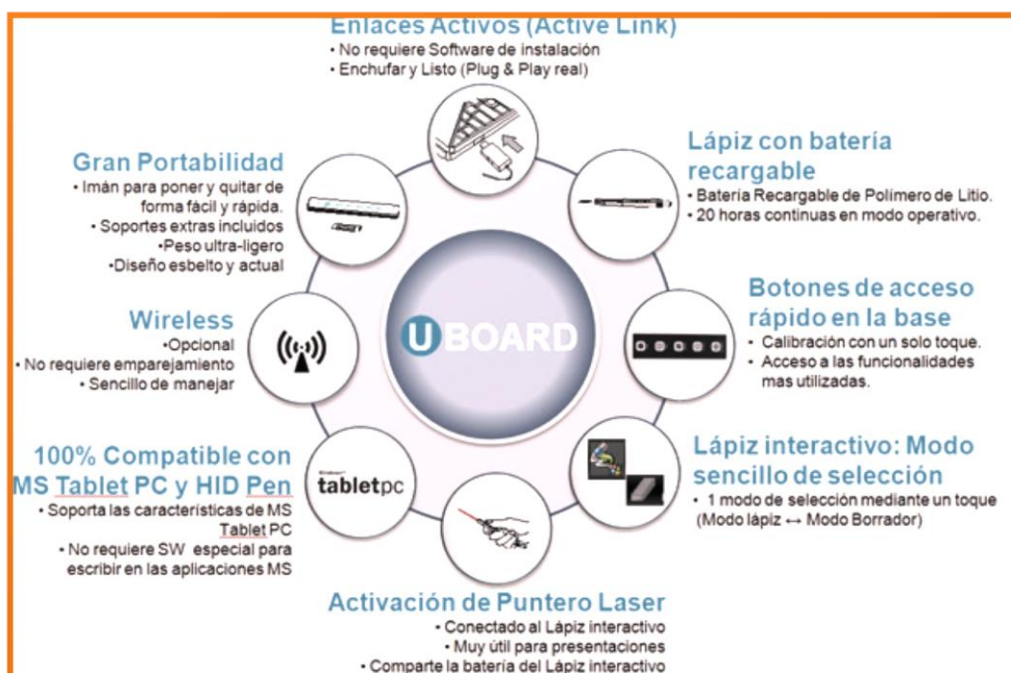 Enlaces Activos (Active Link)
• No requiere Software de instalación
• Enchufar y Listo (Plug & Play real)
Gran Portabilidad
• Imán para poner y quitar de
forma fácil y rápida.
• Soportes extras incluidos
•Peso ultra-ligero
•Diseño esbelto y actual
Lápiz con batería
recargable
• Batería Recargable de Polímero de Litio.
• 20 horas continuas en modo operativo.
Wireless
•Opcional
• No requiere emparejamiento
• Sencillo de manejar
UBOARD
Botones de acceso
rápido en la base
• Calibración con un solo toque.
• Acceso a las funcionalidades
mas utilizadas.
100% Compatible con
MS Tablet PC y HID Pen
• Soporta las características de MS
Tablet PC
• No requiere SW especial para
escribir en las aplicaciones MS
tabletpc
Lápiz interactivo: Modo
sencillo de selección
• 1 modo de selección mediante un toque
(Modo lápiz ↔ Modo Borrador)
Activación de Puntero Laser
• Conectado al Lápiz interactivo
• Muy útil para presentaciones
• Comparte la batería del Lápiz interactivo